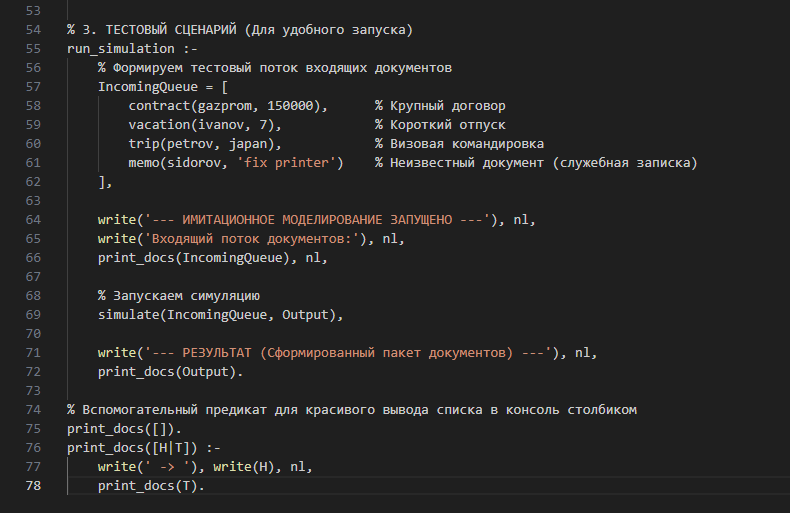 53
54 % 3. ТЕСТОВЫЙ СЦЕНАРИЙ (Для удобного запуска)
55 run_simulation :-
56     % Формируем тестовый поток входящих документов
57     IncomingQueue = [
58         contract(gazprom, 150000),      % Крупный договор
59         vacation(ivanov, 7),            % Короткий отпуск
60         trip(petrov, japan),            % Визовая командировка
61         memo(sidorov, 'fix printer')    % Неизвестный документ (служебная записка)
62     ],
63
64     write('--- ИМИТАЦИОННОЕ МОДЕЛИРОВАНИЕ ЗАПУЩЕНО ---'), nl,
65     write('Входящий поток документов:'), nl,
66     print_docs(IncomingQueue), nl,
67
68     % Запускаем симуляцию
69     simulate(IncomingQueue, Output),
70
71     write('--- РЕЗУЛЬТАТ (Сформированный пакет документов) ---'), nl,
72     print_docs(Output).
73
74 % Вспомогательный предикат для красивого вывода списка в консоль столбиком
75 print_docs([]).
76 print_docs([H|T]) :-
77     write(' -> '), write(H), nl,
78     print_docs(T).